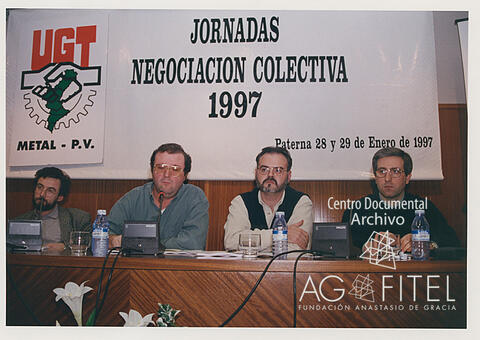 UGT
METAL - P.V.
JORNADAS
NEGOCIACION COLECTIVA
1997
Paterna 28 y 29 de Enero de 1997
Centro Documental
Archivo
AG FITEL
FUNDACIÓN ANASTASIO DE GRACIA